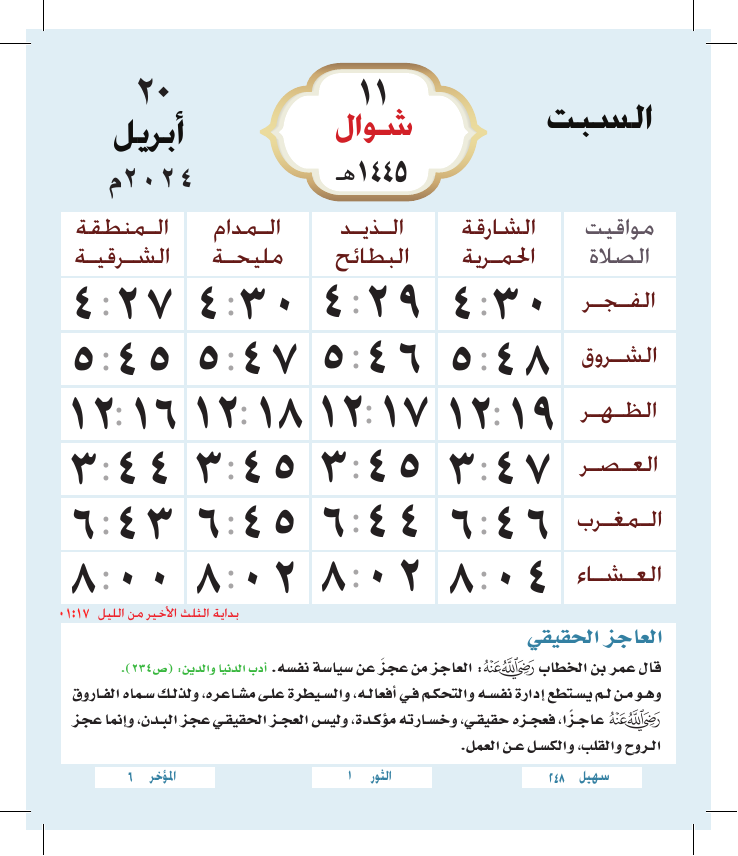 السبت
١١
شوال
١٤٤٥هـ
٢٠
أبريل
٢٠٢٤م
مواقيت الصلاة	الشارقة الحمرية	الذيد البطائح	المدام مليحة	المنطقة الشرقية
الفجر	٤:٣٠	٤:٢٩	٤:٣٠	٤:٢٧
الشروق	٥:٤٨	٥:٤٦	٥:٤٧	٥:٤٥
الظهر	١٢:١٩	١٢:١٧	١٢:١٨	١٢:١٦
العصر	٣:٤٧	٣:٤٥	٣:٤٥	٣:٤٤
المغرب	٦:٤٦	٦:٤٤	٦:٤٥	٦:٤٣
العشاء	٨:٠٤	٨:٠٢	٨:٠٢	٨:٠٠
بداية الثلث الأخير من الليل ٠١:١٧
العاجز الحقيقي
قال عمر بن الخطاب رَضِيَ اللَّهُ عَنْهُ: العاجز من عجزَ عن سياسة نفسه. أدب الدنيا والدين: (ص٢٣٤).
وهو من لم يستطع إدارة نفسه والتحكم في أفعاله، والسيطرة على مشاعره، ولذلك سماه الفاروق
رَضِيَ اللَّهُ عَنْهُ عاجزًا، فعجزه حقيقي، وخسارته مؤكدة، وليس العجز الحقيقي عجز البدن، وإنما عجز
الروح والقلب، والكسل عن العمل.
سهيل ٢٤٨	الثور ١	المؤخر ٦